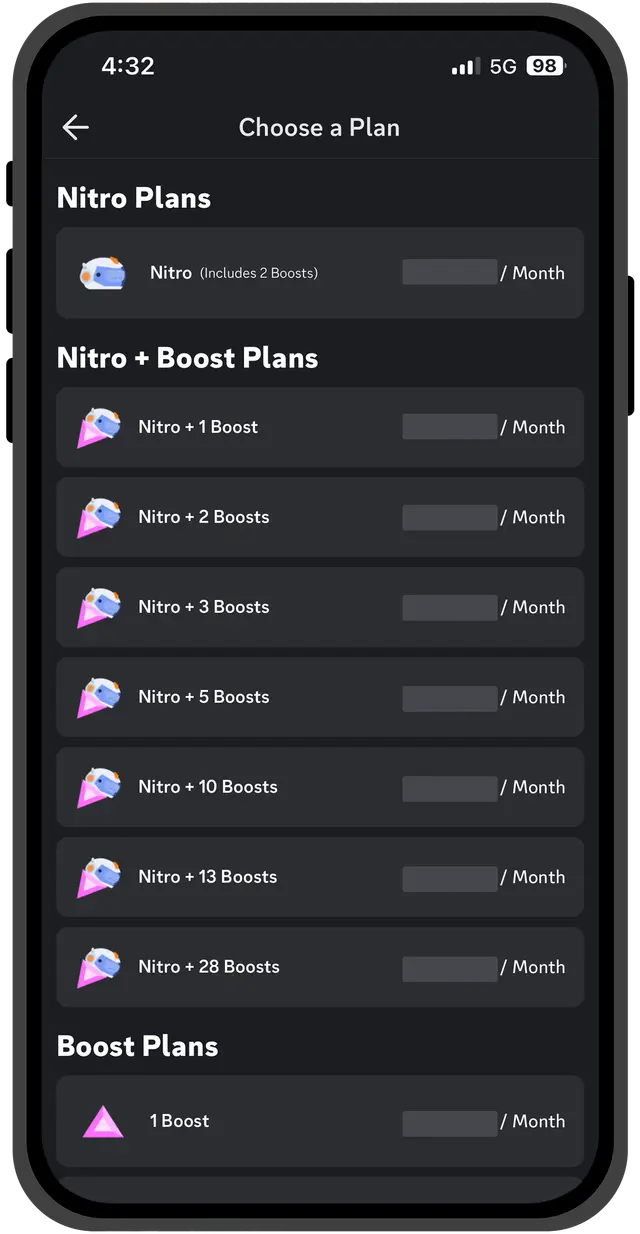 4:32 5G 98
Choose a Plan
Nitro Plans
Nitro (Includes 2 Boosts) / Month
Nitro + Boost Plans
Nitro + 1 Boost / Month
Nitro + 2 Boosts / Month
Nitro + 3 Boosts / Month
Nitro + 5 Boosts / Month
Nitro + 10 Boosts / Month
Nitro + 13 Boosts / Month
Nitro + 28 Boosts / Month
Boost Plans
1 Boost / Month